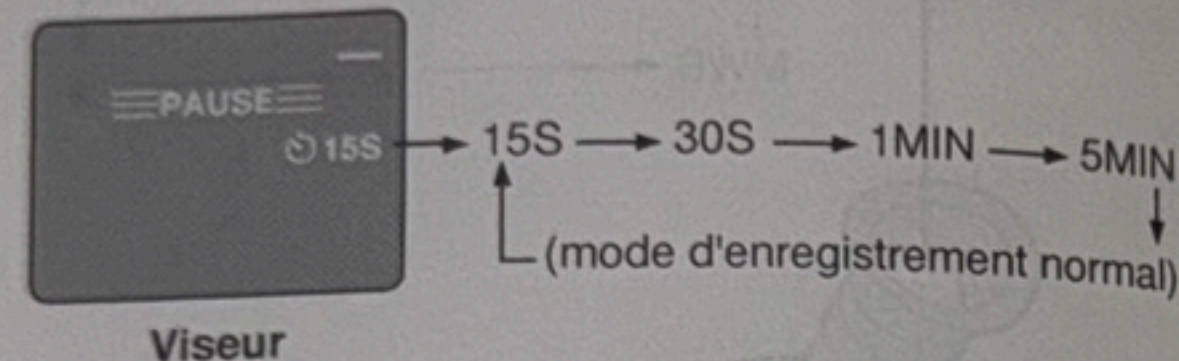 PAUSE
15S 15S 30S 1MIN 5MIN
(mode d'enregistrement normal)
Viseur